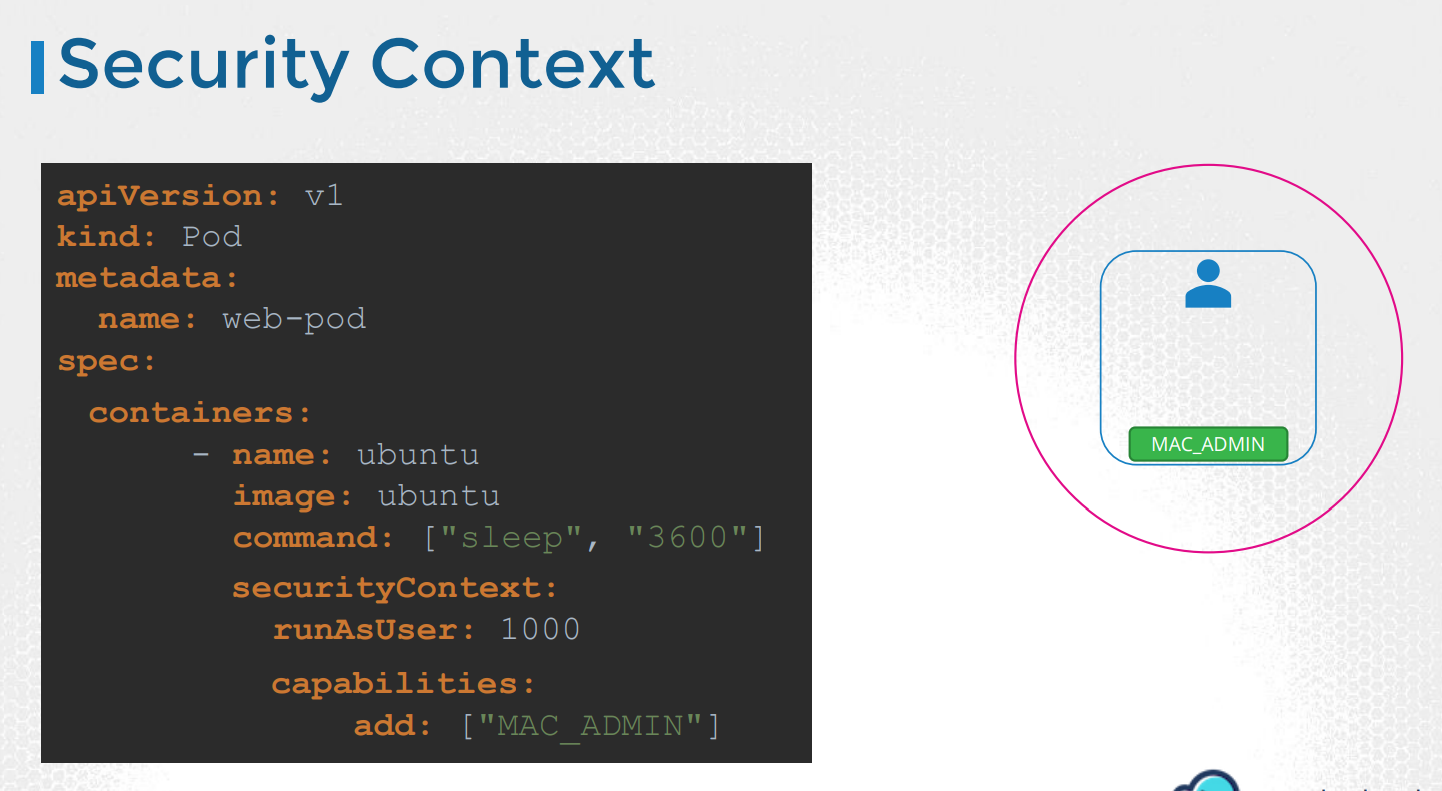 Security Context
apiVersion: v1
kind: Pod
metadata:
  name: web-pod
spec:
  containers:
      - name: ubuntu
        image: ubuntu
        command: ["sleep", "3600"]
        securityContext:
          runAsUser: 1000
          capabilities:
              add: ["MAC_ADMIN"]
MAC_ADMIN